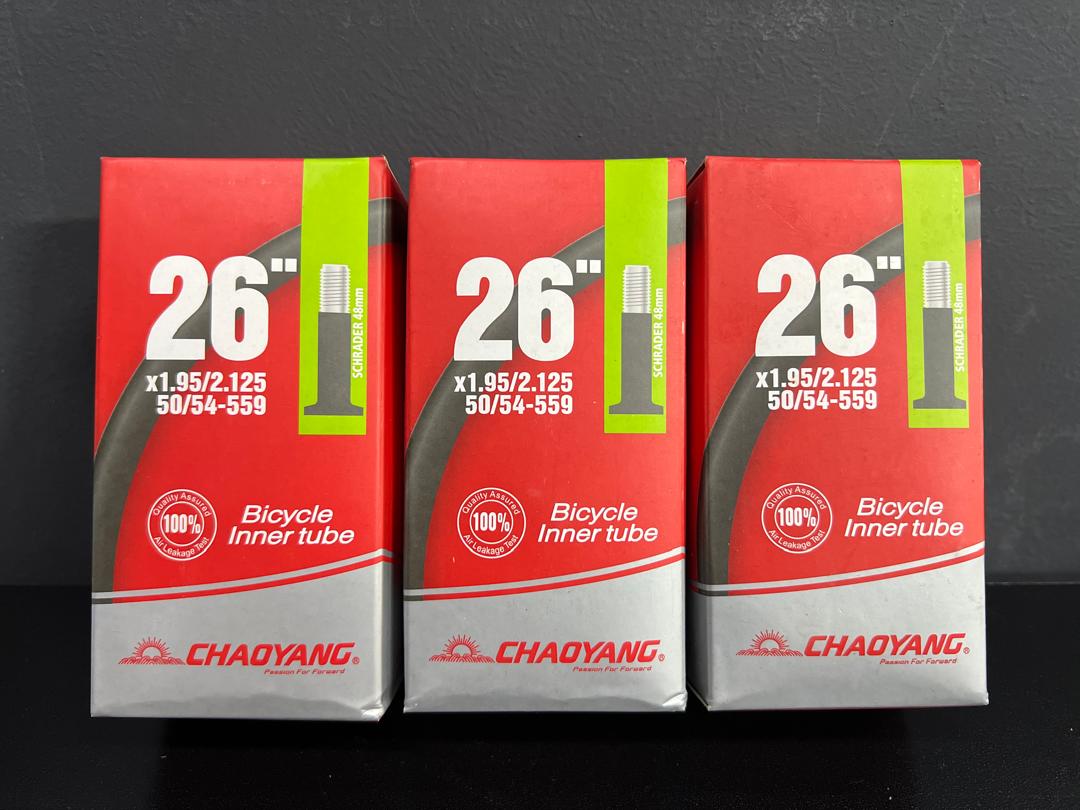 26"
x1.95/2.125
50/54-559
SCHRADER 48mm
Quality Assured
100%
Air Leakage Test
Bicycle
Inner tube
CHAOYANG®
Passion For Forward
26"
x1.95/2.125
50/54-559
SCHRADER 48mm
Quality Assured
100%
Air Leakage Test
Bicycle
Inner tube
CHAOYANG®
Passion For Forward
26"
x1.95/2.125
50/54-559
SCHRADER 48mm
Quality Assured
100%
Air Leakage Test
Bicycle
Inner tube
CHAOYANG®
Passion For Forward